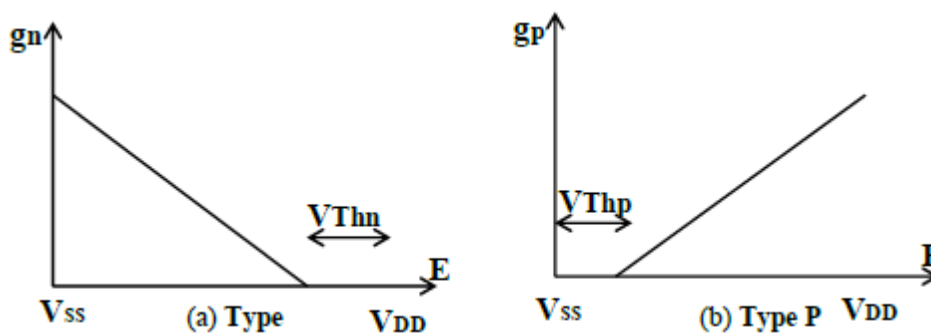 gn
VThn
E
VSS
(a) Type
VDD
gp
VThp
E
VSS
(b) Type P
VDD